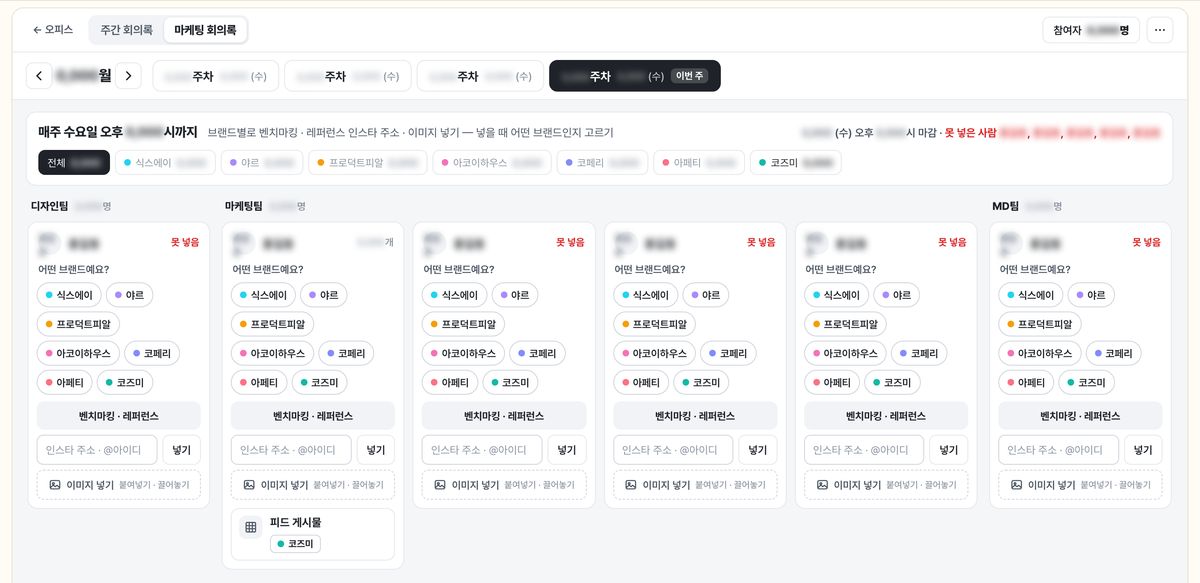 ← 오피스 주간 회의록 마케팅 회의록 참여자 명 ...
월 주차 (수) 주차 (수) 주차 (수) 주차 (수) 이번 주
매주 수요일 오후 시까지 브랜드별로 벤치마킹 · 레퍼런스 인스타 주소 · 이미지 넣기 — 넣을 때 어떤 브랜드인지 고르기 (수) 오후 시 마감 · 못 넣은 사람
전체 식스에이 야르 프로덕트피알 아코이하우스 코페리 아페티 코즈미
디자인팀 명 마케팅팀 명 MD팀 명
못 넣음 개 못 넣음 못 넣음 못 넣음 못 넣음
어떤 브랜드예요? 어떤 브랜드예요? 어떤 브랜드예요? 어떤 브랜드예요? 어떤 브랜드예요? 어떤 브랜드예요?
식스에이 야르 식스에이 야르 식스에이 야르 식스에이 야르 식스에이 야르 식스에이 야르
프로덕트피알 프로덕트피알 프로덕트피알 프로덕트피알 프로덕트피알 프로덕트피알
아코이하우스 코페리 아코이하우스 코페리 아코이하우스 코페리 아코이하우스 코페리 아코이하우스 코페리 아코이하우스 코페리
아페티 코즈미 아페티 코즈미 아페티 코즈미 아페티 코즈미 아페티 코즈미 아페티 코즈미
벤치마킹 · 레퍼런스 벤치마킹 · 레퍼런스 벤치마킹 · 레퍼런스 벤치마킹 · 레퍼런스 벤치마킹 · 레퍼런스 벤치마킹 · 레퍼런스
인스타 주소 · @아이디 넣기 인스타 주소 · @아이디 넣기 인스타 주소 · @아이디 넣기 인스타 주소 · @아이디 넣기 인스타 주소 · @아이디 넣기 인스타 주소 · @아이디 넣기
이미지 넣기 붙여넣기 · 끌어놓기 이미지 넣기 붙여넣기 · 끌어놓기 이미지 넣기 붙여넣기 · 끌어놓기 이미지 넣기 붙여넣기 · 끌어놓기 이미지 넣기 붙여넣기 · 끌어놓기 이미지 넣기 붙여넣기 · 끌어놓기
피드 게시물
코즈미